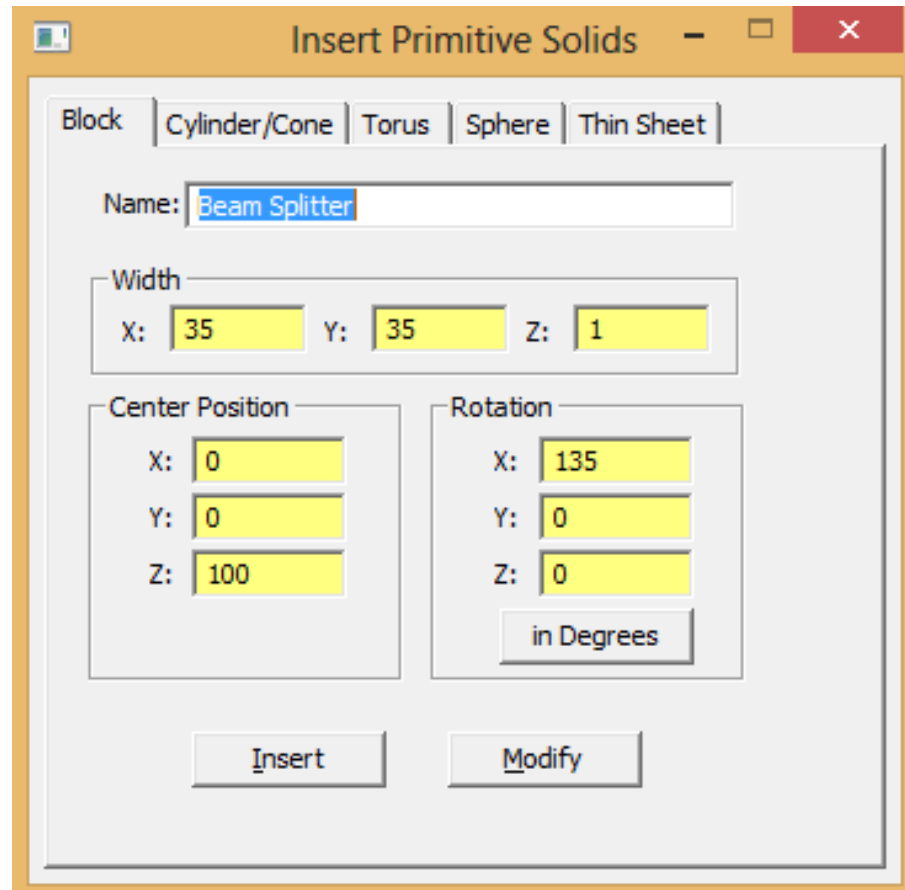 Insert Primitive Solids
Block Cylinder/Cone Torus Sphere Thin Sheet
Name: Beam Splitter
Width
X: 35 Y: 35 Z: 1
Center Position Rotation
X: 0 X: 135
Y: 0 Y: 0
Z: 100 Z: 0
in Degrees
Insert Modify